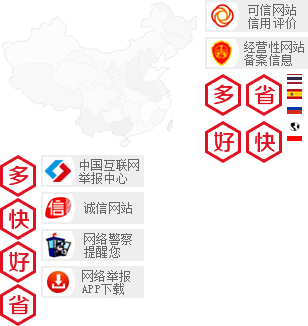 可信网站
信用评价
经营性网站
备案信息
多 省
好 快
多
快
好
省
中国互联网
举报中心
诚信网站
网络警察
提醒您
网络举报
APP下载